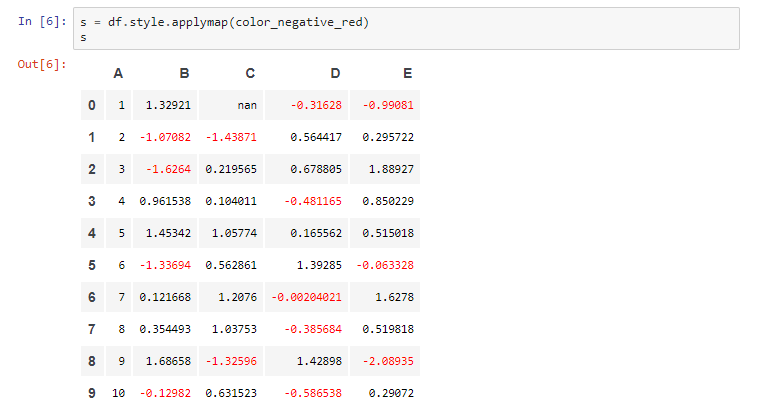 In [6]: s = df.style.applymap(color_negative_red)
s
Out[6]:
A B C D E
0 1 1.32921 nan -0.31628 -0.99081
1 2 -1.07082 -1.43871 0.564417 0.295722
2 3 -1.6264 0.219565 0.678805 1.88927
3 4 0.961538 0.104011 -0.481165 0.850229
4 5 1.45342 1.05774 0.165562 0.515018
5 6 -1.33694 0.562861 1.39285 -0.063328
6 7 0.121668 1.2076 -0.00204021 1.6278
7 8 0.354493 1.03753 -0.385684 0.519818
8 9 1.68658 -1.32596 1.42898 -2.08935
9 10 -0.12982 0.631523 -0.586538 0.29072